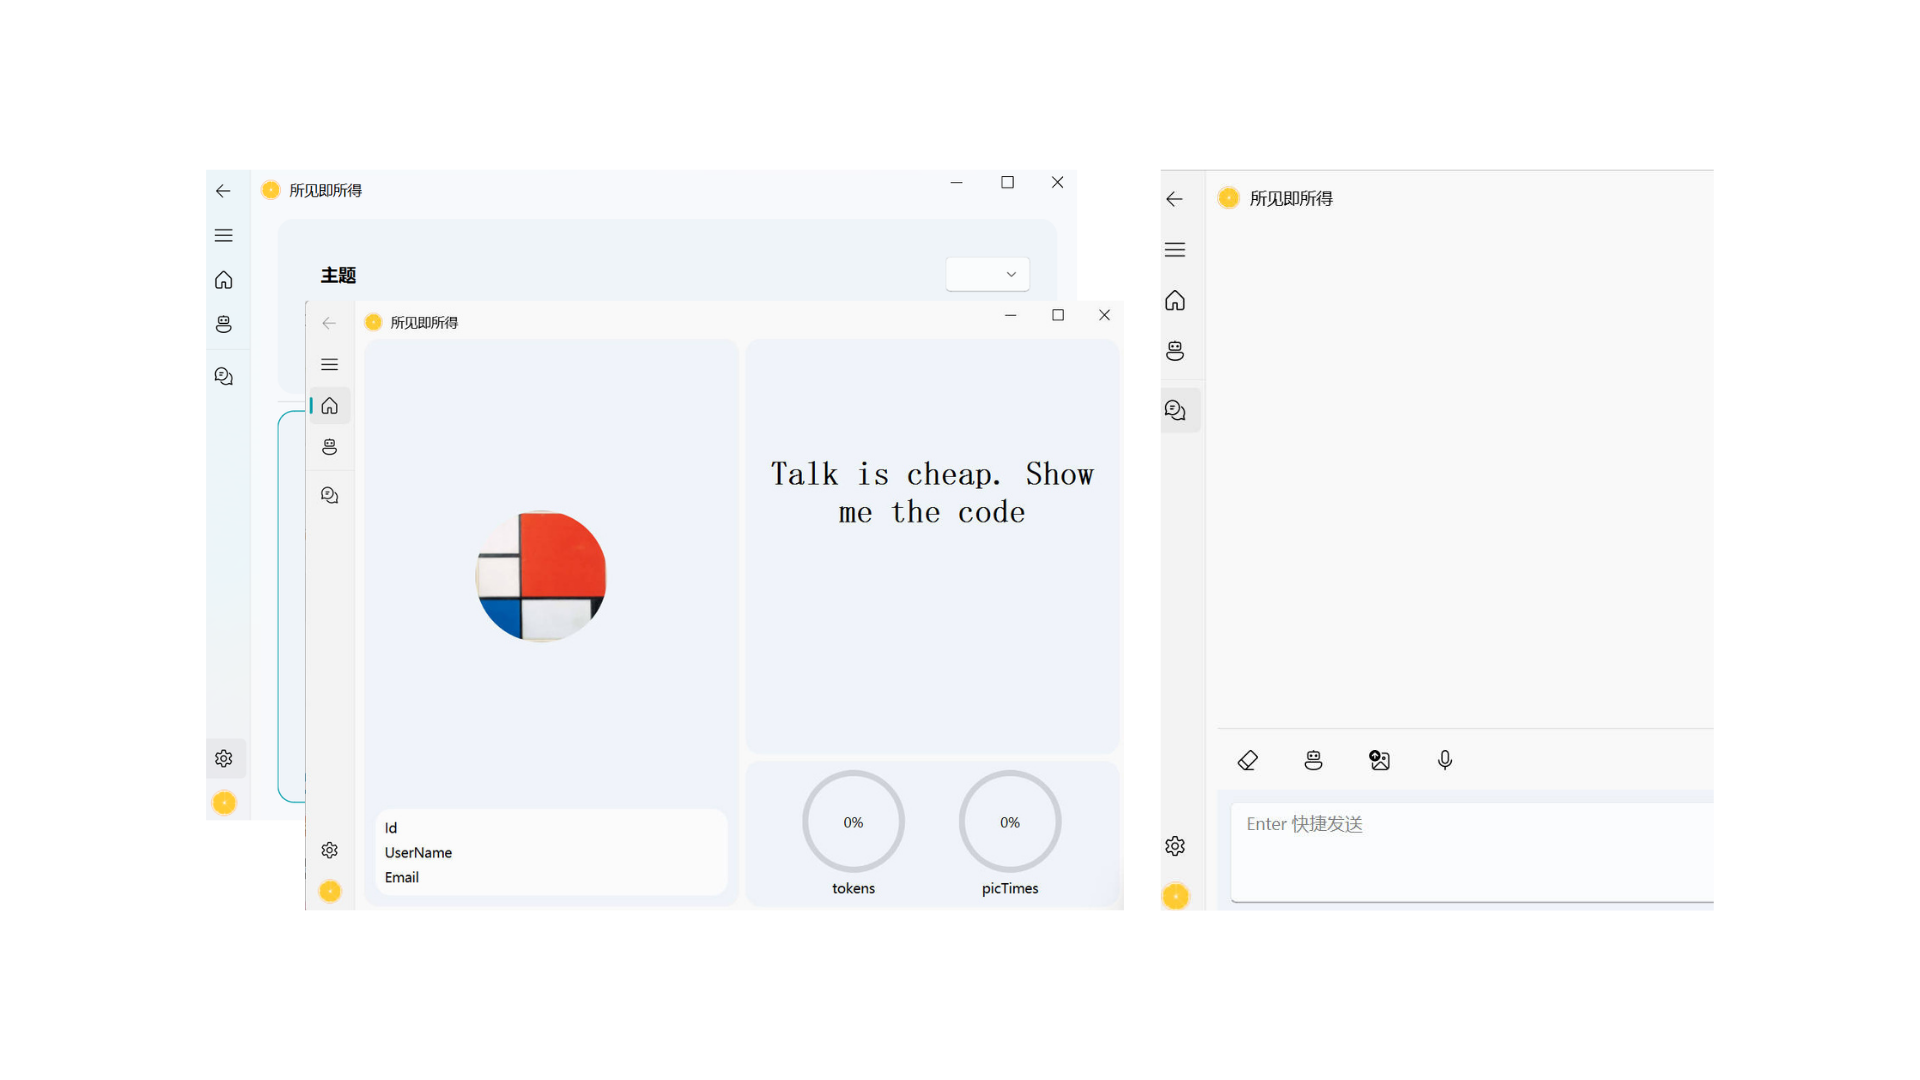 所见即所得
主题
所见即所得
Talk is cheap. Show
me the code
Id
UserName
Email
0%
0%
tokens
picTimes
所见即所得
Enter 快捷发送